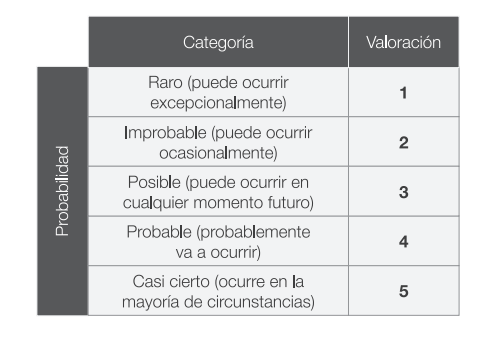 Categoría
Valoración
Probabilidad
Raro (puede ocurrir
excepcionalmente)
1
Improbable (puede ocurrir
ocasionalmente)
2
Posible (puede ocurrir en
cualquier momento futuro)
3
Probable (probablemente
va a ocurrir)
4
Casi cierto (ocurre en la
mayoría de circunstancias)
5